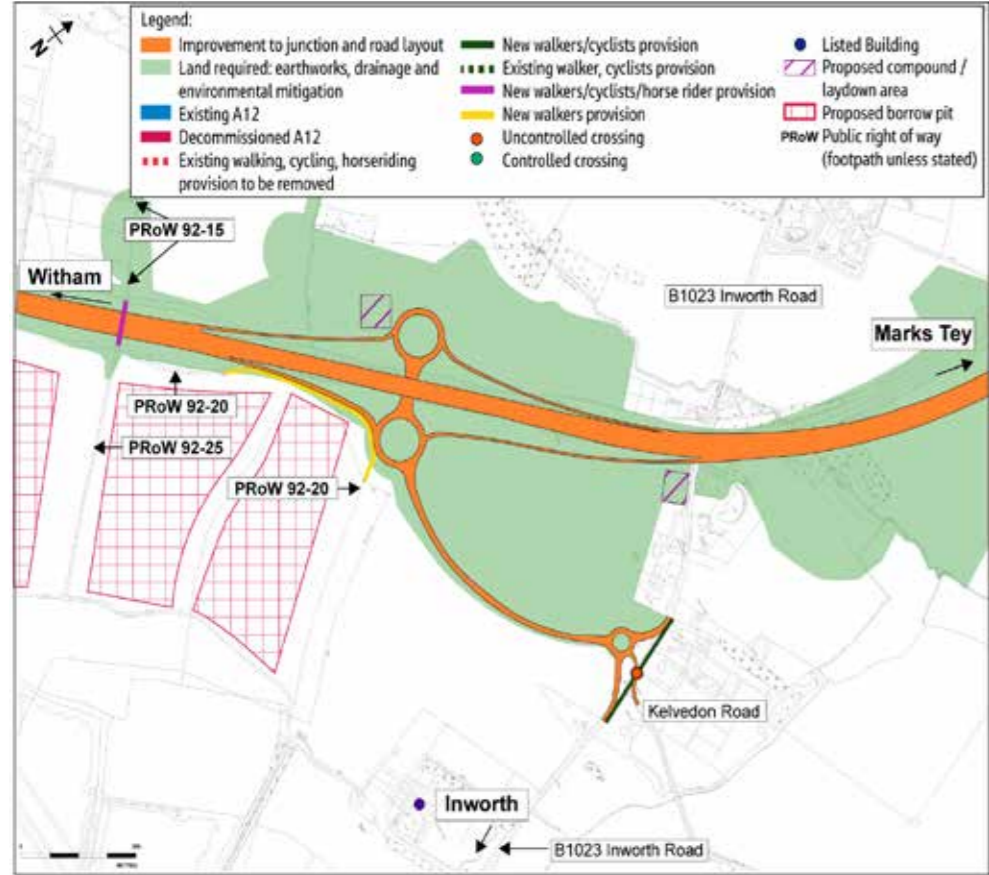 N
Legend:
Improvement to junction and road layout
Land required: earthworks, drainage and
environmental mitigation
Existing A12
Decommissioned A12
Existing walking, cycling, horseriding
provision to be removed
New walkers/cyclists provision
Existing walker, cyclists provision
New walkers/cyclists/horse rider provision
New walkers provision
Uncontrolled crossing
Controlled crossing
Listed Building
Proposed compound /
laydown area
Proposed borrow pit
PRoW Public right of way
(footpath unless stated)
PRoW 92-15
Witham
B1023 Inworth Road
Marks Tey
PRoW 92-20
PRoW 92-25
PRoW 92-20
Kelvedon Road
Inworth
B1023 Inworth Road